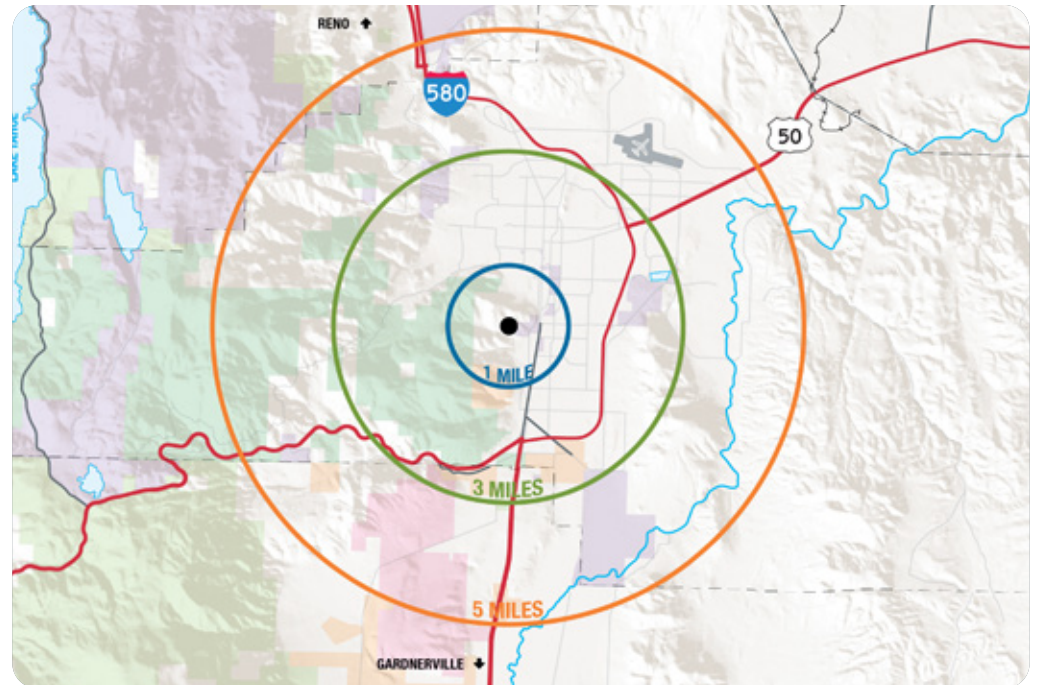 RENO
580
50
LAKE TAHOE
1 MILE
3 MILES
5 MILES
GARDNERVILLE